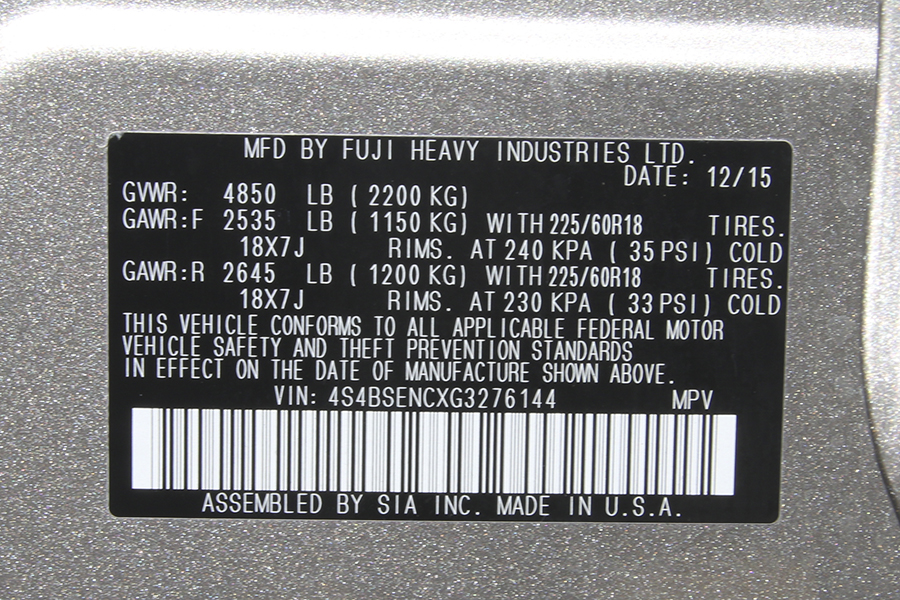 MFD BY FUJI HEAVY INDUSTRIES LTD.
DATE: 12/15
GVWR: 4850 LB ( 2200 KG)
GAWR:F 2535 LB ( 1150 KG) WITH 225/60R18 TIRES.
18X7J RIMS. AT 240 KPA ( 35 PSI) COLD
GAWR:R 2645 LB ( 1200 KG) WITH 225/60R18 TIRES.
18X7J RIMS. AT 230 KPA ( 33 PSI) COLD
THIS VEHICLE CONFORMS TO ALL APPLICABLE FEDERAL MOTOR
VEHICLE SAFETY AND THEFT PREVENTION STANDARDS
IN EFFECT ON THE DATE OF MANUFACTURE SHOWN ABOVE.
VIN: 4S4BSENCXG3276144 MPV
ASSEMBLED BY SIA INC. MADE IN U.S.A.